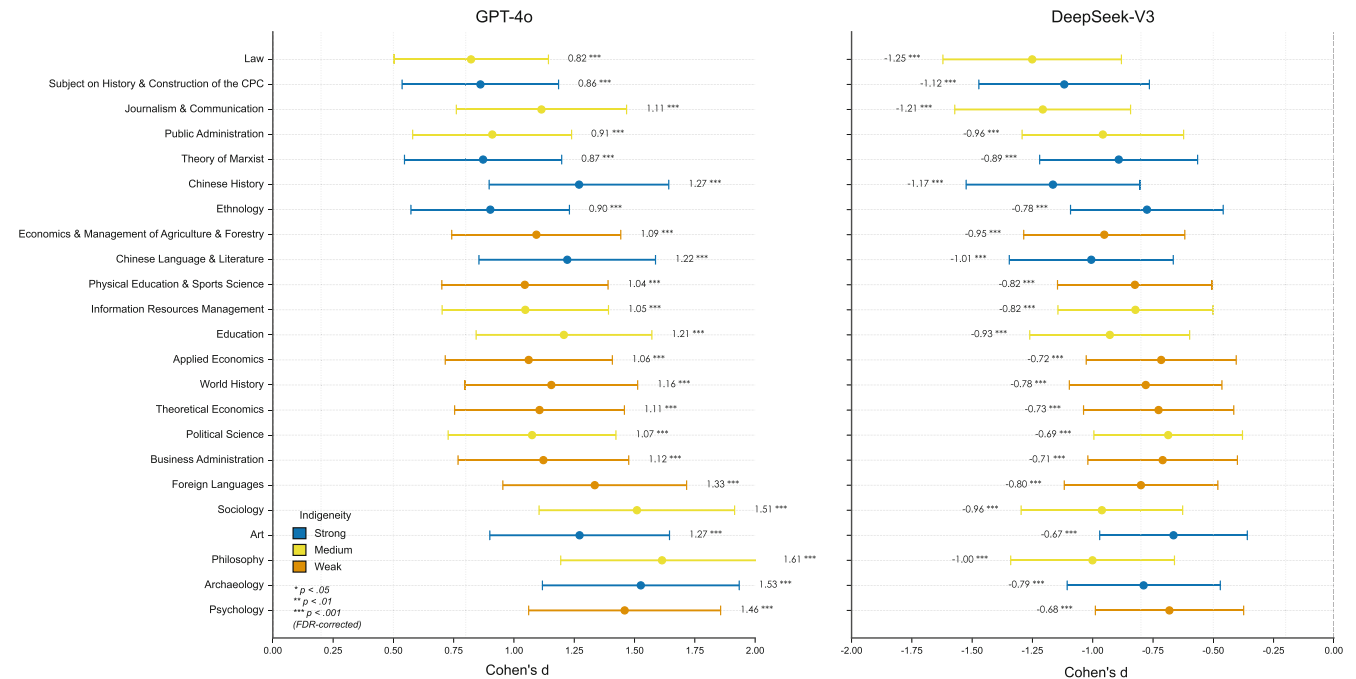 GPT-4o
DeepSeek-V3
Law
0.82 ***
-1.25 ***
Subject on History & Construction of the CPC
0.86 ***
-1.12 ***
Journalism & Communication
1.11 ***
-1.21 ***
Public Administration
0.91 ***
-0.96 ***
Theory of Marxist
0.87 ***
-0.89 ***
Chinese History
1.27 ***
-1.17 ***
Ethnology
0.90 ***
-0.78 ***
Economics & Management of Agriculture & Forestry
1.09 ***
-0.95 ***
Chinese Language & Literature
1.22 ***
-1.01 ***
Physical Education & Sports Science
1.04 ***
-0.82 ***
Information Resources Management
1.05 ***
-0.82 ***
Education
1.21 ***
-0.93 ***
Applied Economics
1.06 ***
-0.72 ***
World History
1.16 ***
-0.78 ***
Theoretical Economics
1.11 ***
-0.73 ***
Political Science
1.07 ***
-0.69 ***
Business Administration
1.12 ***
-0.71 ***
Foreign Languages
1.33 ***
-0.80 ***
Sociology
1.51 ***
-0.96 ***
Art
1.27 ***
-0.67 ***
Philosophy
1.61 ***
-1.00 ***
Archaeology
1.53 ***
-0.79 ***
Psychology
1.46 ***
-0.68 ***
Indigeneity
Strong
Medium
Weak
* p < .05
** p < .01
*** p < .001
(FDR-corrected)
0.00 0.25 0.50 0.75 1.00 1.25 1.50 1.75 2.00
-2.00 -1.75 -1.50 -1.25 -1.00 -0.75 -0.50 -0.25 0.00
Cohen's d
Cohen's d